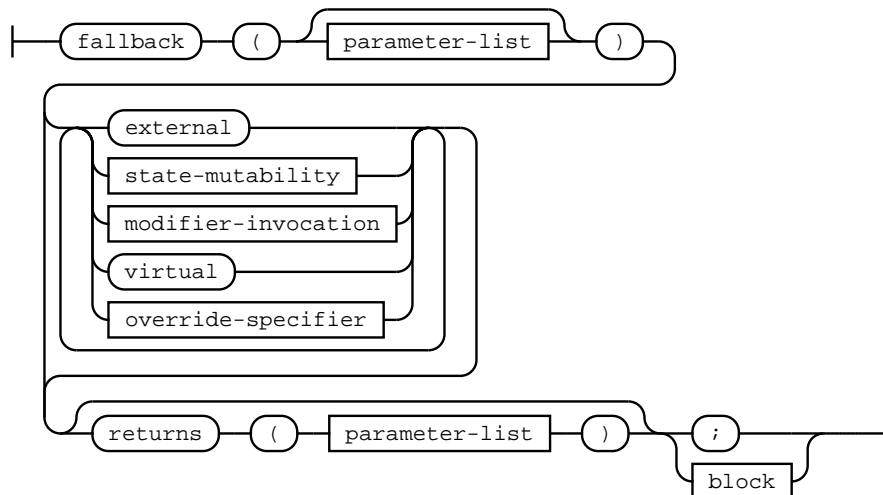 fallback ( parameter-list )
external
state-mutability
modifier-invocation
virtual
override-specifier
returns ( parameter-list ) ;
block